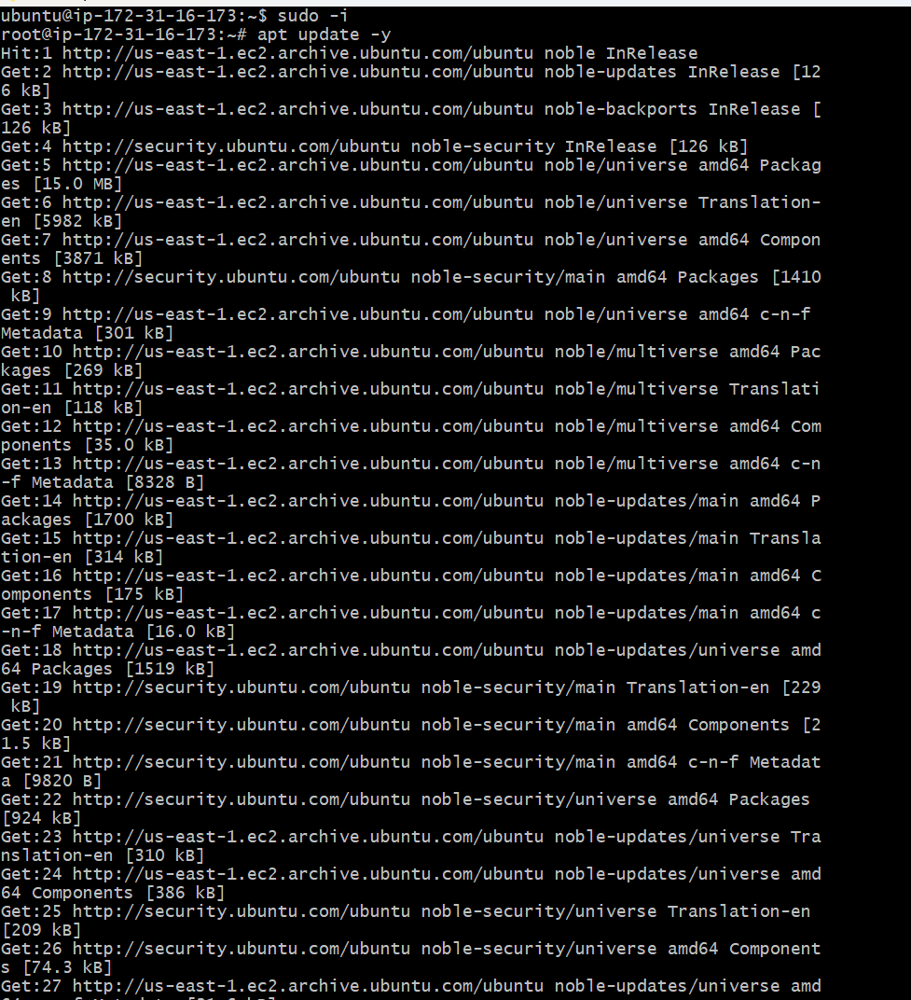 ubuntu@ip-172-31-16-173:~$ sudo -i
root@ip-172-31-16-173:~# apt update -y
Hit:1 http://us-east-1.ec2.archive.ubuntu.com/ubuntu noble InRelease
Get:2 http://us-east-1.ec2.archive.ubuntu.com/ubuntu noble-updates InRelease [12
6 kB]
Get:3 http://us-east-1.ec2.archive.ubuntu.com/ubuntu noble-backports InRelease [
126 kB]
Get:4 http://security.ubuntu.com/ubuntu noble-security InRelease [126 kB]
Get:5 http://us-east-1.ec2.archive.ubuntu.com/ubuntu noble/universe amd64 Packag
es [15.0 MB]
Get:6 http://us-east-1.ec2.archive.ubuntu.com/ubuntu noble/universe Translation-
en [5982 kB]
Get:7 http://us-east-1.ec2.archive.ubuntu.com/ubuntu noble/universe amd64 Compon
ents [3871 kB]
Get:8 http://security.ubuntu.com/ubuntu noble-security/main amd64 Packages [1410
 kB]
Get:9 http://us-east-1.ec2.archive.ubuntu.com/ubuntu noble/universe amd64 c-n-f
Metadata [301 kB]
Get:10 http://us-east-1.ec2.archive.ubuntu.com/ubuntu noble/multiverse amd64 Pac
kages [269 kB]
Get:11 http://us-east-1.ec2.archive.ubuntu.com/ubuntu noble/multiverse Translati
on-en [118 kB]
Get:12 http://us-east-1.ec2.archive.ubuntu.com/ubuntu noble/multiverse amd64 Com
ponents [35.0 kB]
Get:13 http://us-east-1.ec2.archive.ubuntu.com/ubuntu noble/multiverse amd64 c-n
-f Metadata [8328 B]
Get:14 http://us-east-1.ec2.archive.ubuntu.com/ubuntu noble-updates/main amd64 P
ackages [1700 kB]
Get:15 http://us-east-1.ec2.archive.ubuntu.com/ubuntu noble-updates/main Transla
tion-en [314 kB]
Get:16 http://us-east-1.ec2.archive.ubuntu.com/ubuntu noble-updates/main amd64 C
omponents [175 kB]
Get:17 http://us-east-1.ec2.archive.ubuntu.com/ubuntu noble-updates/main amd64 c
-n-f Metadata [16.0 kB]
Get:18 http://us-east-1.ec2.archive.ubuntu.com/ubuntu noble-updates/universe amd
64 Packages [1519 kB]
Get:19 http://security.ubuntu.com/ubuntu noble-security/main Translation-en [229
 kB]
Get:20 http://security.ubuntu.com/ubuntu noble-security/main amd64 Components [2
1.5 kB]
Get:21 http://security.ubuntu.com/ubuntu noble-security/main amd64 c-n-f Metadat
a [9820 B]
Get:22 http://security.ubuntu.com/ubuntu noble-security/universe amd64 Packages
[924 kB]
Get:23 http://us-east-1.ec2.archive.ubuntu.com/ubuntu noble-updates/universe Tra
nslation-en [310 kB]
Get:24 http://us-east-1.ec2.archive.ubuntu.com/ubuntu noble-updates/universe amd
64 Components [386 kB]
Get:25 http://security.ubuntu.com/ubuntu noble-security/universe Translation-en
[209 kB]
Get:26 http://security.ubuntu.com/ubuntu noble-security/universe amd64 Component
s [74.3 kB]
Get:27 http://us-east-1.ec2.archive.ubuntu.com/ubuntu noble-updates/universe amd